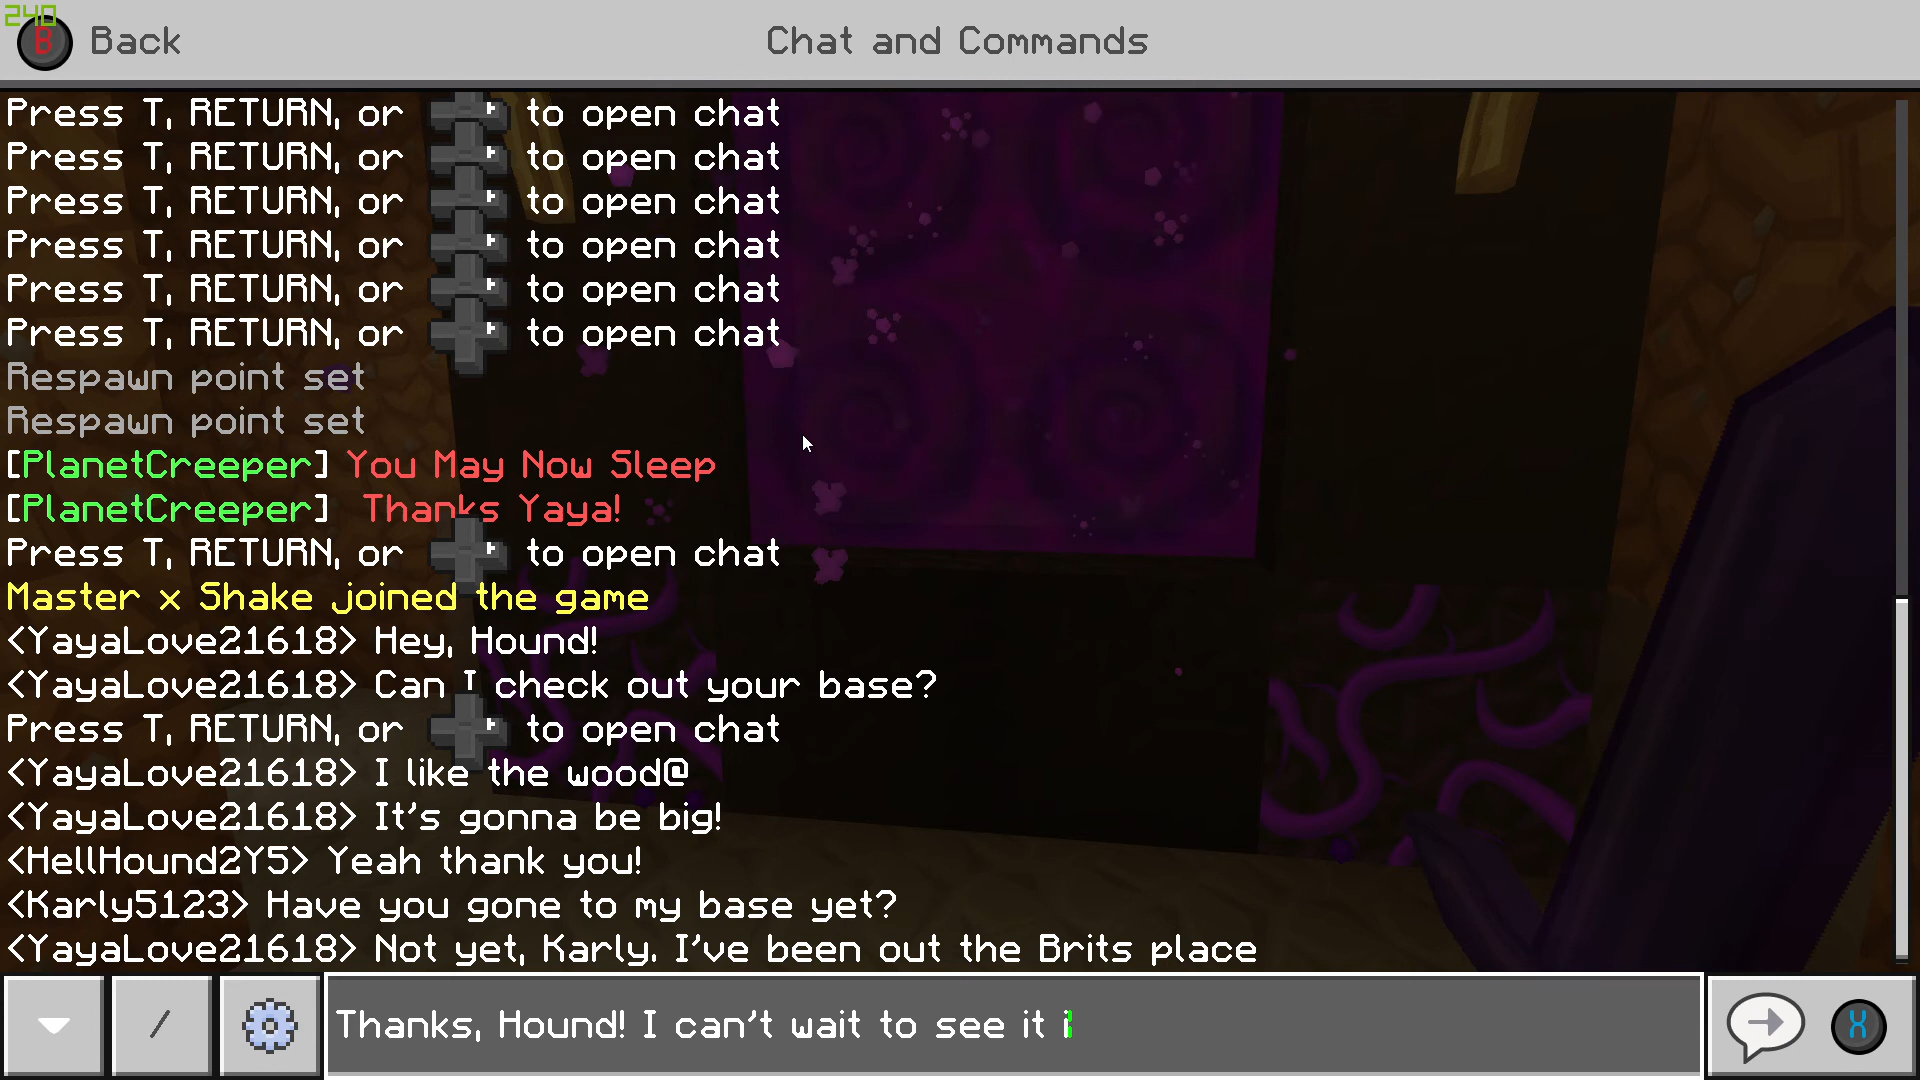 240
B Back
Chat and Commands
Press T, RETURN, or to open chat
Press T, RETURN, or to open chat
Press T, RETURN, or to open chat
Press T, RETURN, or to open chat
Press T, RETURN, or to open chat
Press T, RETURN, or to open chat
Respawn point set
Respawn point set
[PlanetCreeper] You May Now Sleep
[PlanetCreeper] Thanks Yaya!
Press T, RETURN, or to open chat
Master x Shake joined the game
<YayaLove21618> Hey, Hound!
<YayaLove21618> Can I check out your base?
Press T, RETURN, or to open chat
<YayaLove21618> I like the wood@
<YayaLove21618> It's gonna be big!
<HellHound2Y5> Yeah thank you!
<Karly5123> Have you gone to my base yet?
<YayaLove21618> Not yet, Karly. I've been out the Brits place
/
Thanks, Hound! I can't wait to see it i
X